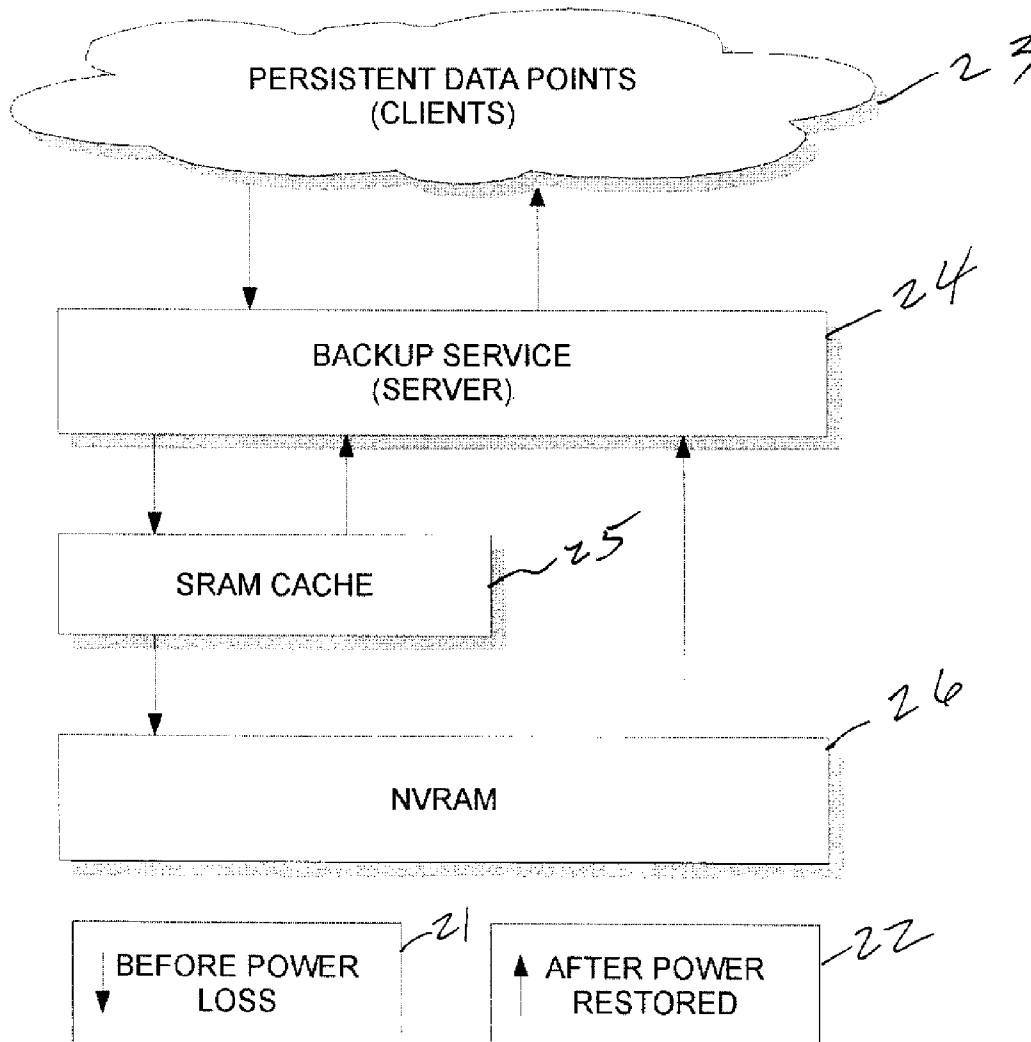 PERSISTENT DATA POINTS
(CLIENTS)
23
24
BACKUP SERVICE
(SERVER)
25
SRAM CACHE
26
NVRAM
21
22
BEFORE POWER
LOSS
AFTER POWER
RESTORED